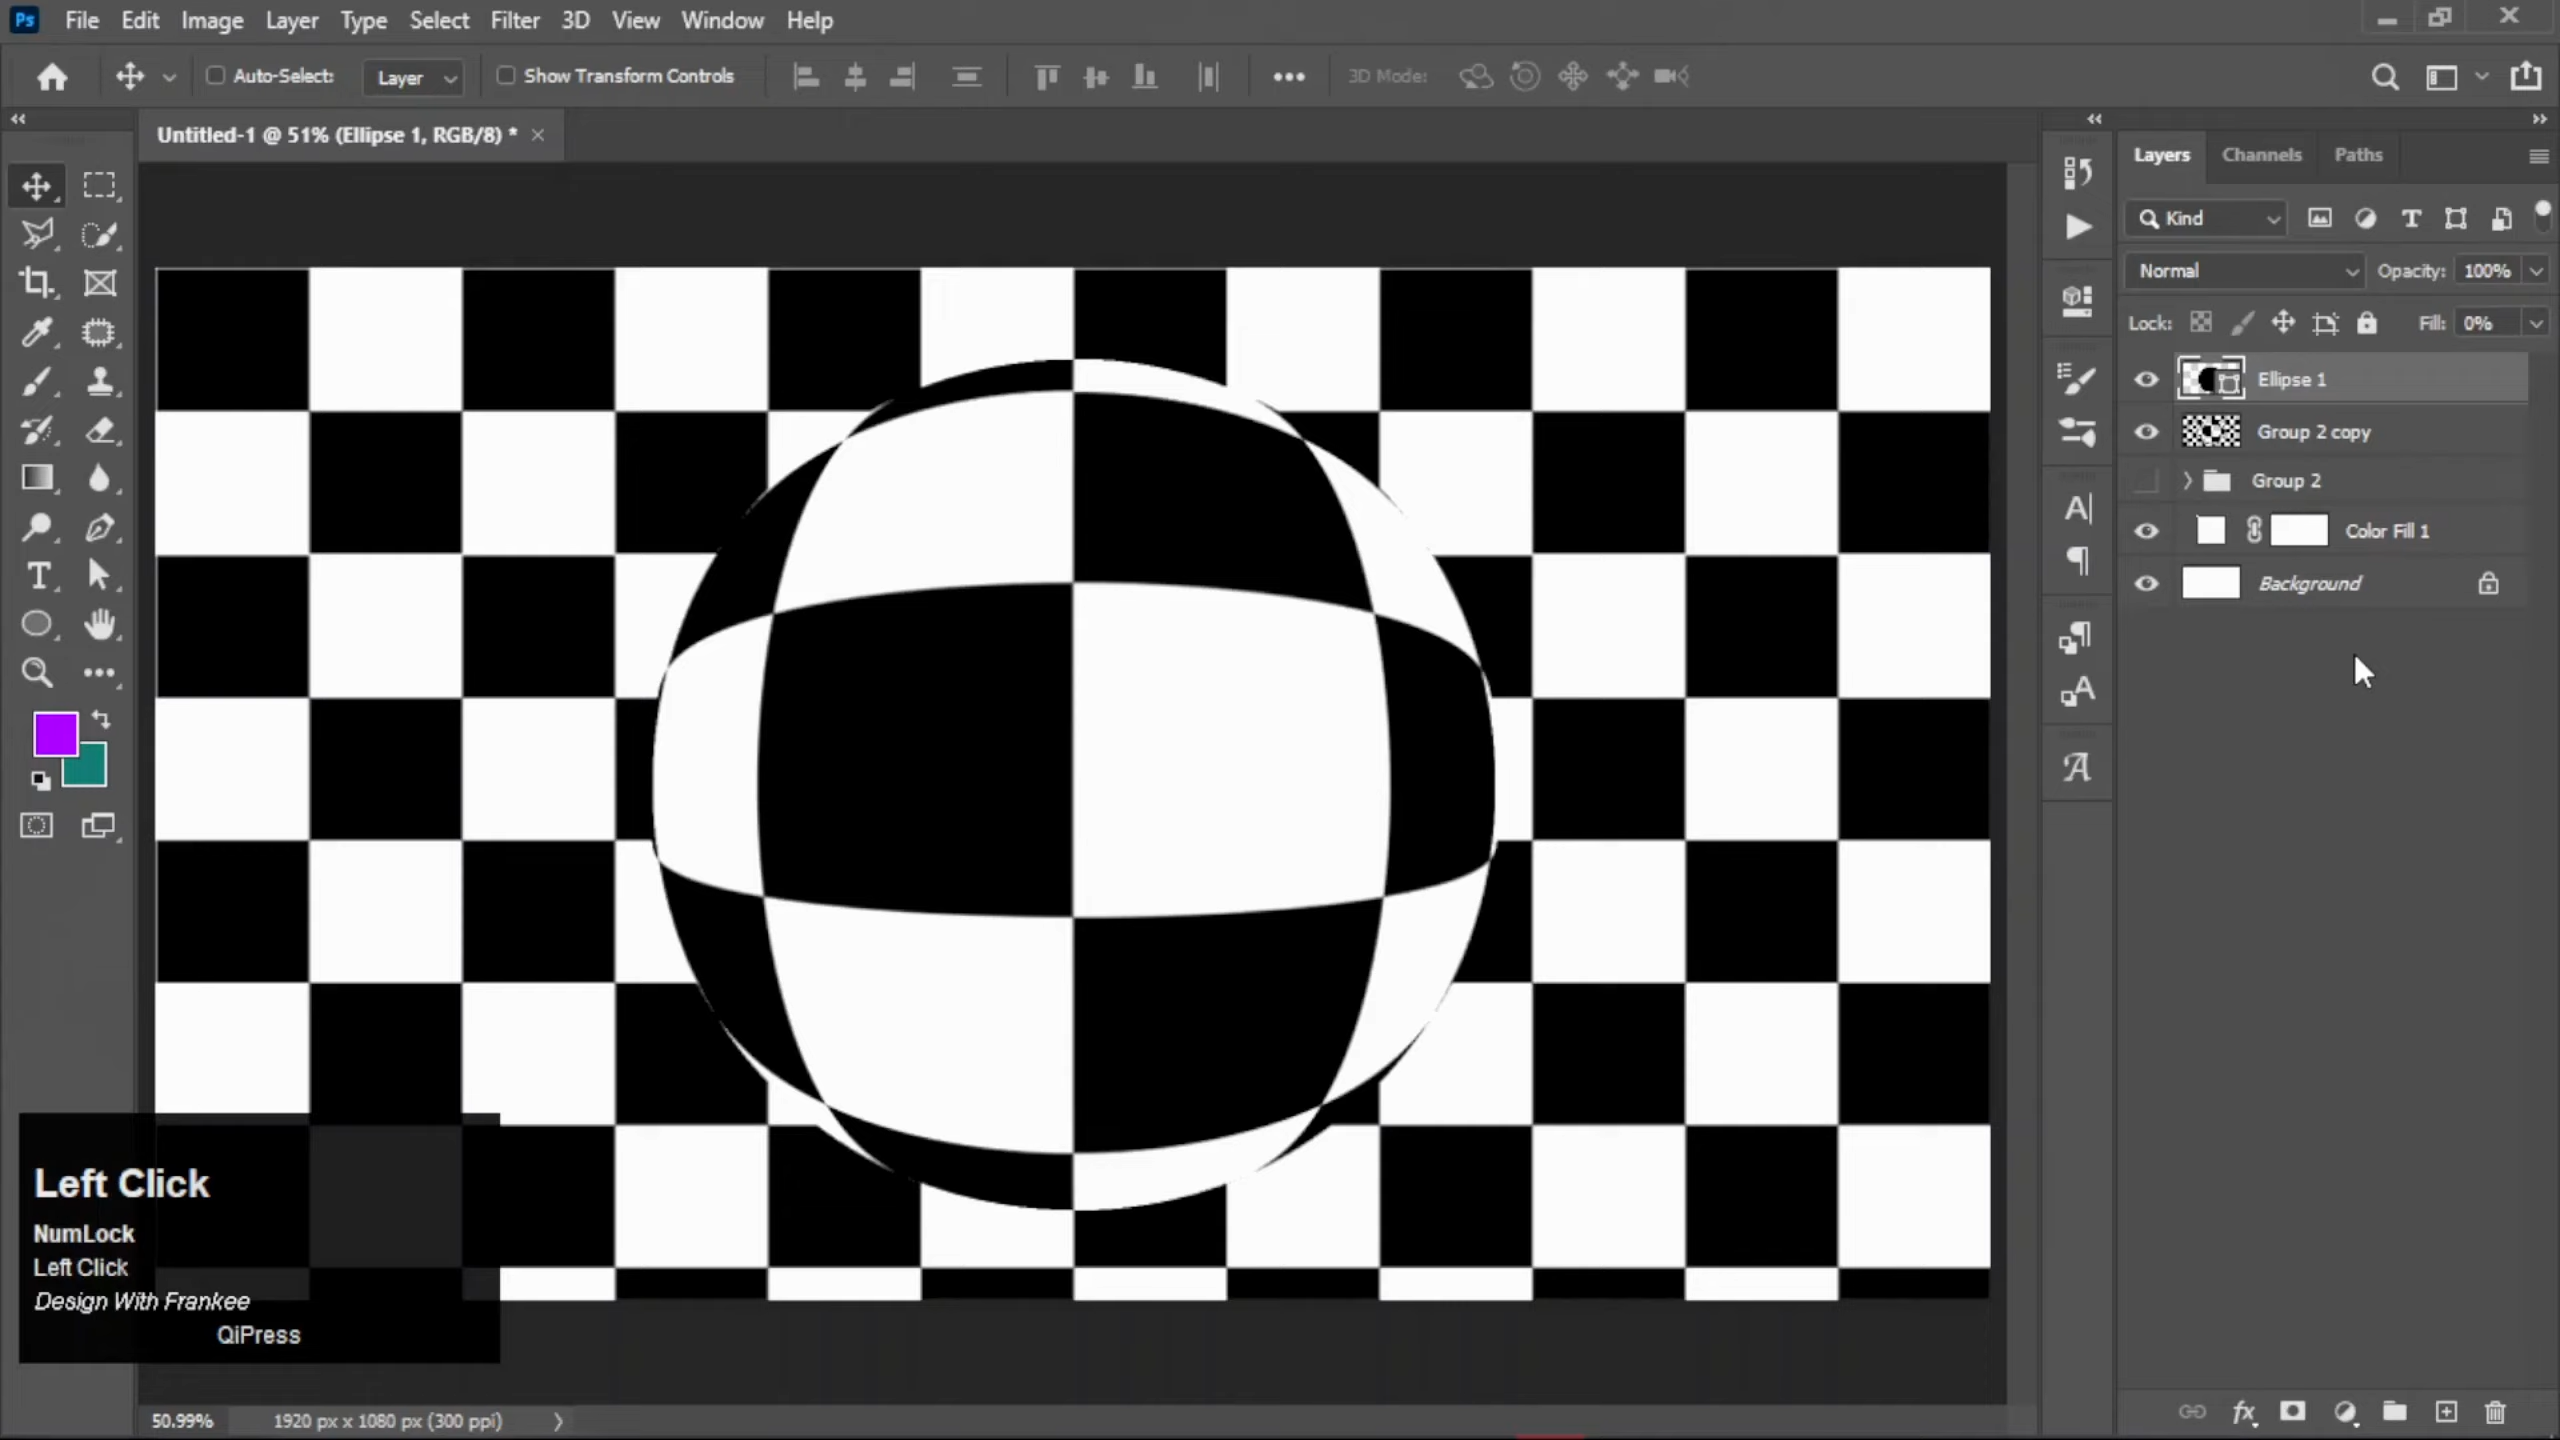 Ps File Edit Image Layer Type Select Filter 3D View Window Help
Auto-Select: Layer Show Transform Controls 3D Mode:
Untitled-1 @ 51% (Ellipse 1, RGB/8) *
Layers Channels Paths
Kind
Normal Opacity: 100%
Lock: Fill: 0%
Ellipse 1
Group 2 copy
Group 2
Color Fill 1
Background
Left Click
NumLock
Left Click
Design With Frankee
QiPress
50.99% 1920 px x 1080 px (300 ppi)